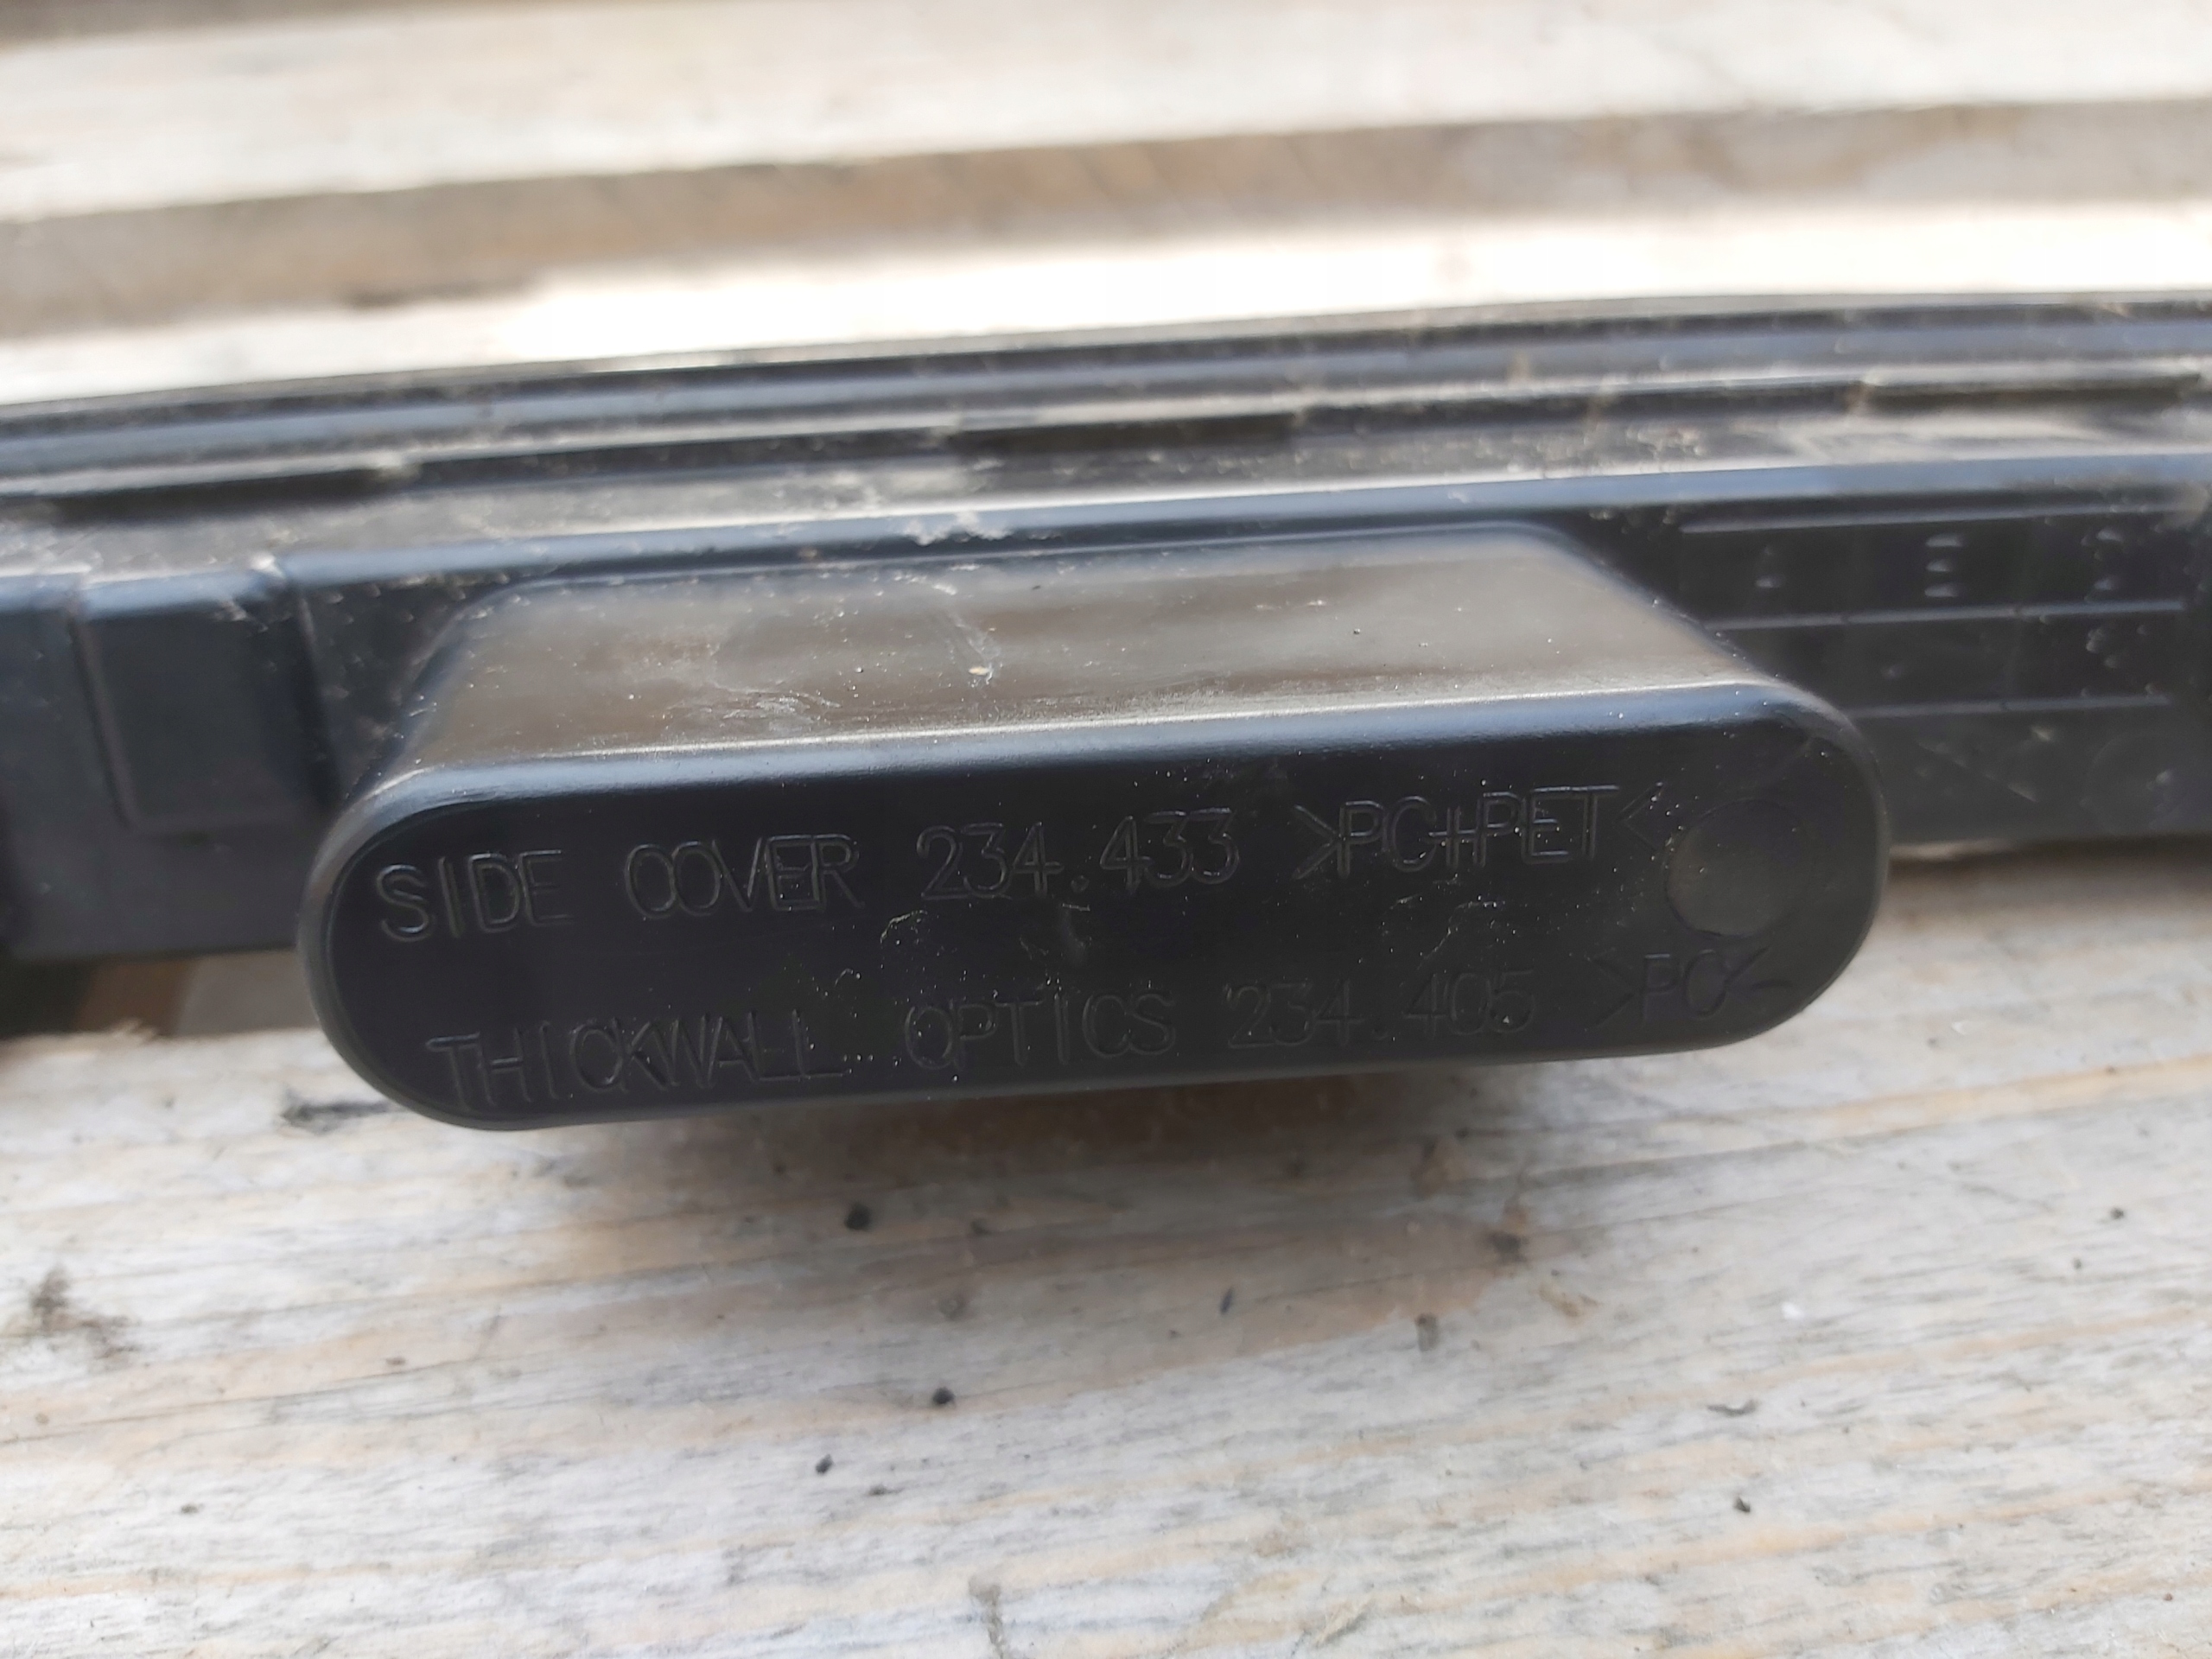 SIDE COVER 234.433 >PC+PET<
THICKWALL OPTICS 234.405 >PC<